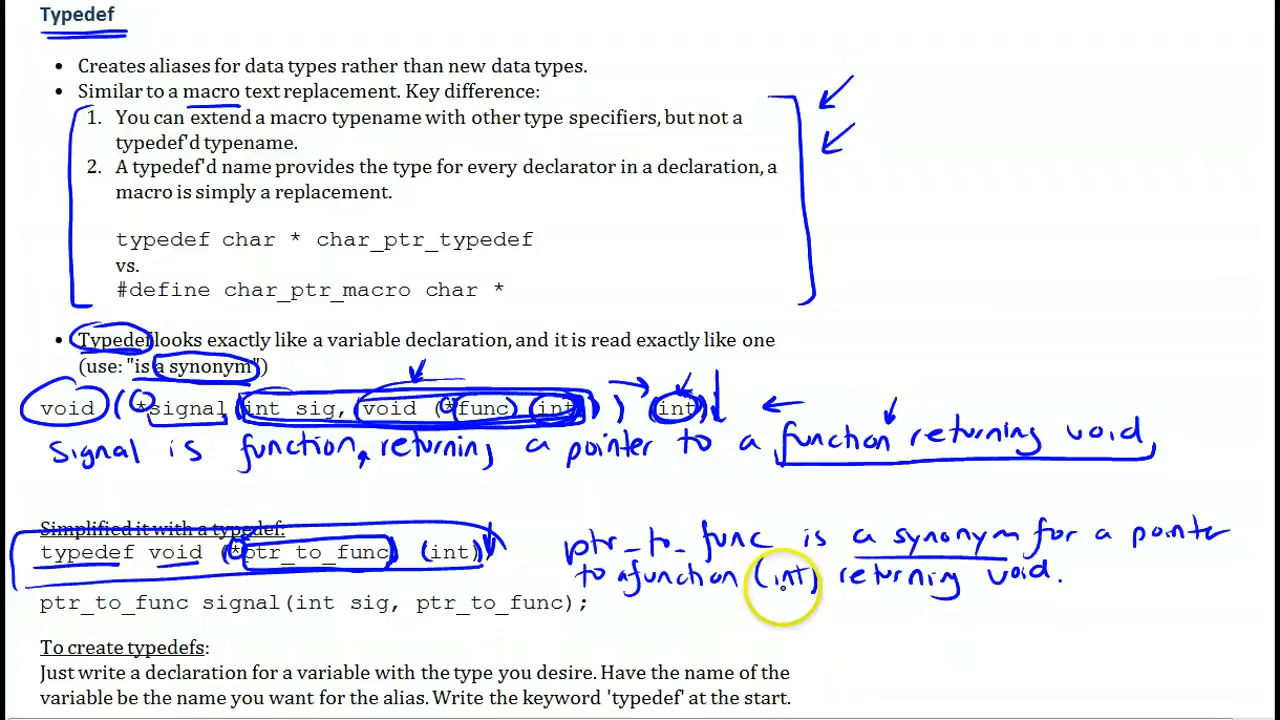 Typedef
• Creates aliases for data types rather than new data types.
• Similar to a macro text replacement. Key difference:
1. You can extend a macro typename with other type specifiers, but not a
typedef'd typename.
2. A typedef'd name provides the type for every declarator in a declaration, a
macro is simply a replacement.
typedef char * char_ptr_typedef
vs.
#define char_ptr_macro char *
• Typedef looks exactly like a variable declaration, and it is read exactly like one
(use: "is a synonym")
void (*signal(int sig, void (*func)(int)) ) (int);
signal is function, returning a pointer to a function returning void,
Simplified it with a typedef:
typedef void (*ptr_to_func) (int);
ptr_to_func is a synonym for a pointer
to a function (int) returning void.
ptr_to_func signal(int sig, ptr_to_func);
To create typedefs:
Just write a declaration for a variable with the type you desire. Have the name of the
variable be the name you want for the alias. Write the keyword 'typedef' at the start.